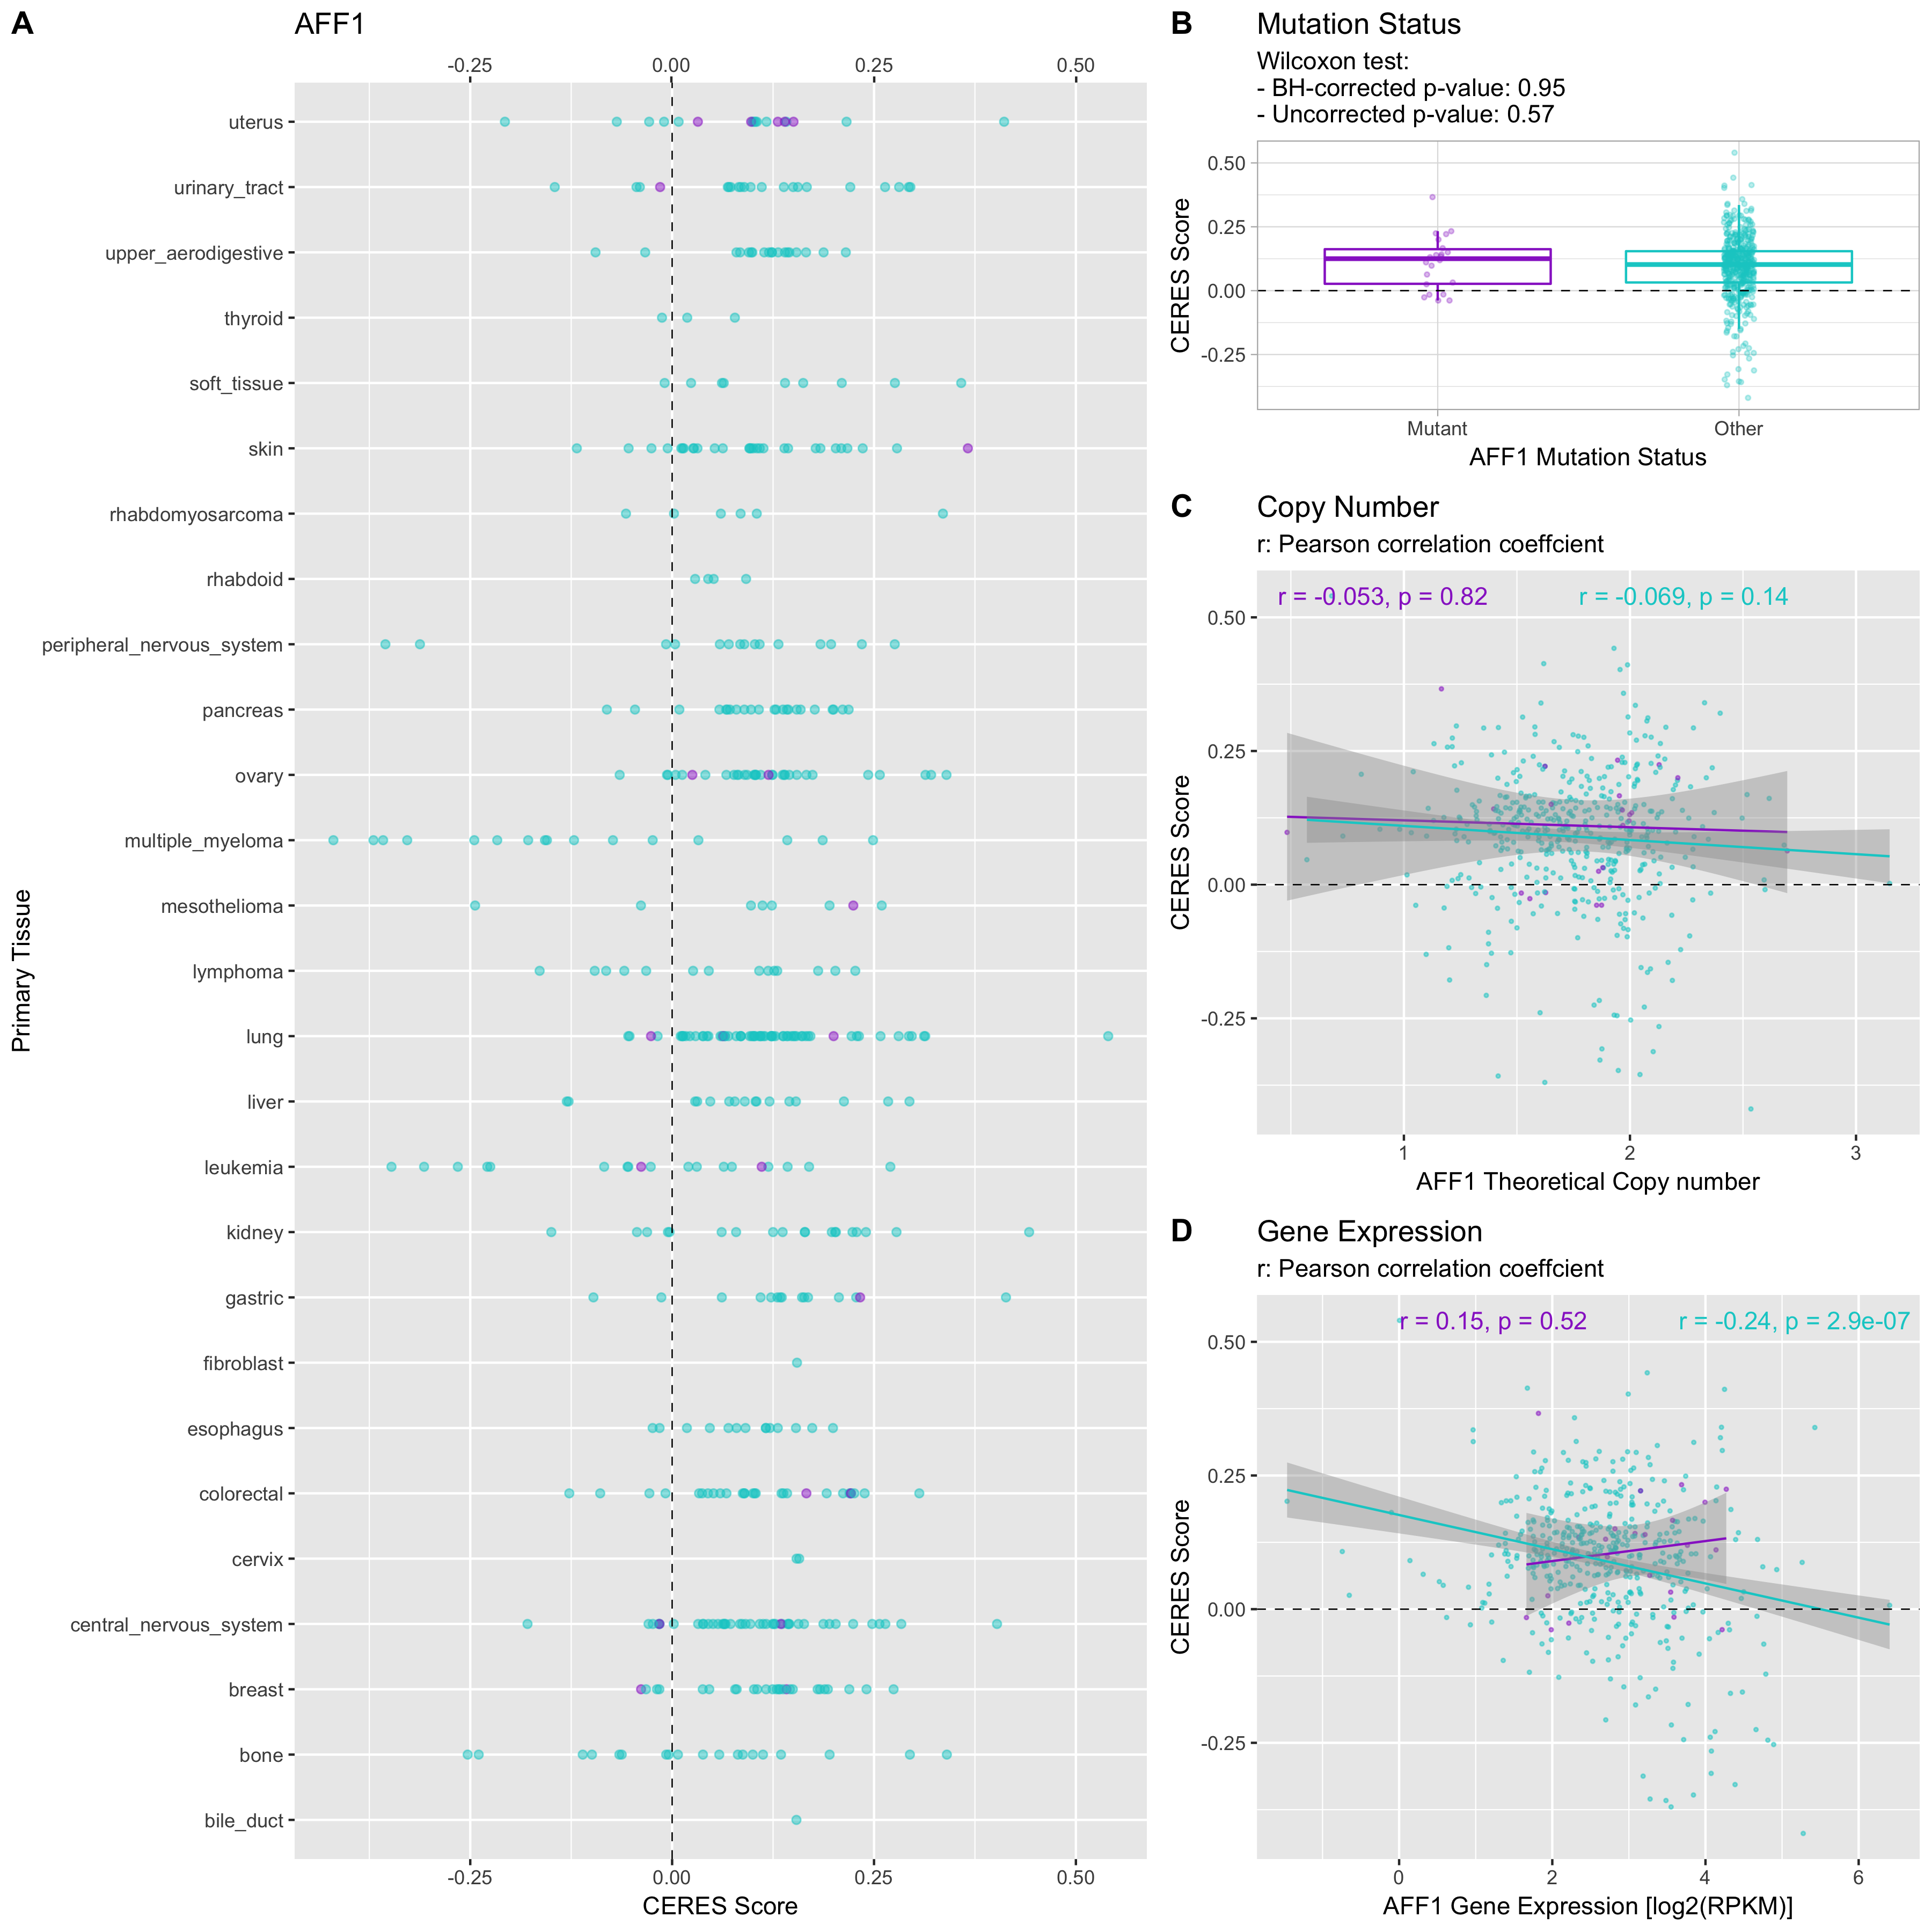 A
AFF1
-0.25 0.00 0.25 0.50
Primary Tissue
uterus
urinary_tract
upper_aerodigestive
thyroid
soft_tissue
skin
rhabdomyosarcoma
rhabdoid
peripheral_nervous_system
pancreas
ovary
multiple_myeloma
mesothelioma
lymphoma
lung
liver
leukemia
kidney
gastric
fibroblast
esophagus
colorectal
cervix
central_nervous_system
breast
bone
bile_duct
-0.25 0.00 0.25 0.50
CERES Score
B
Mutation Status
Wilcoxon test:
- BH-corrected p-value: 0.95
- Uncorrected p-value: 0.57
CERES Score
0.50
0.25
0.00
-0.25
Mutant Other
AFF1 Mutation Status
C
Copy Number
r: Pearson correlation coeffcient
r = -0.053, p = 0.82 r = -0.069, p = 0.14
CERES Score
0.50
0.25
0.00
-0.25
1 2 3
AFF1 Theoretical Copy number
D
Gene Expression
r: Pearson correlation coeffcient
r = 0.15, p = 0.52 r = -0.24, p = 2.9e-07
CERES Score
0.50
0.25
0.00
-0.25
0 2 4 6
AFF1 Gene Expression [log2(RPKM)]